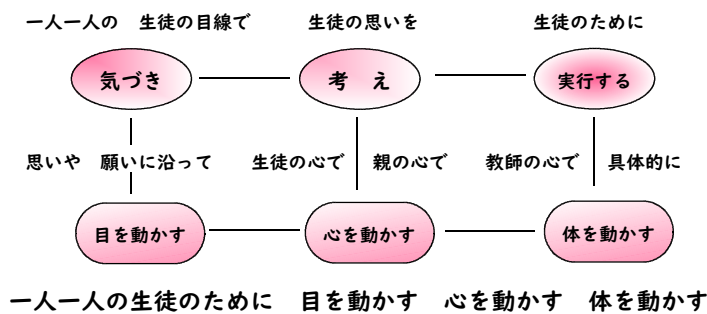 一人一人の　生徒の目線で　生徒の思いを　生徒のために
気づき　考　え　実行する
思いや　願いに沿って　生徒の心で　親の心で　教師の心で　具体的に
目を動かす　心を動かす　体を動かす
一人一人の生徒のために　目を動かす　心を動かす　体を動かす